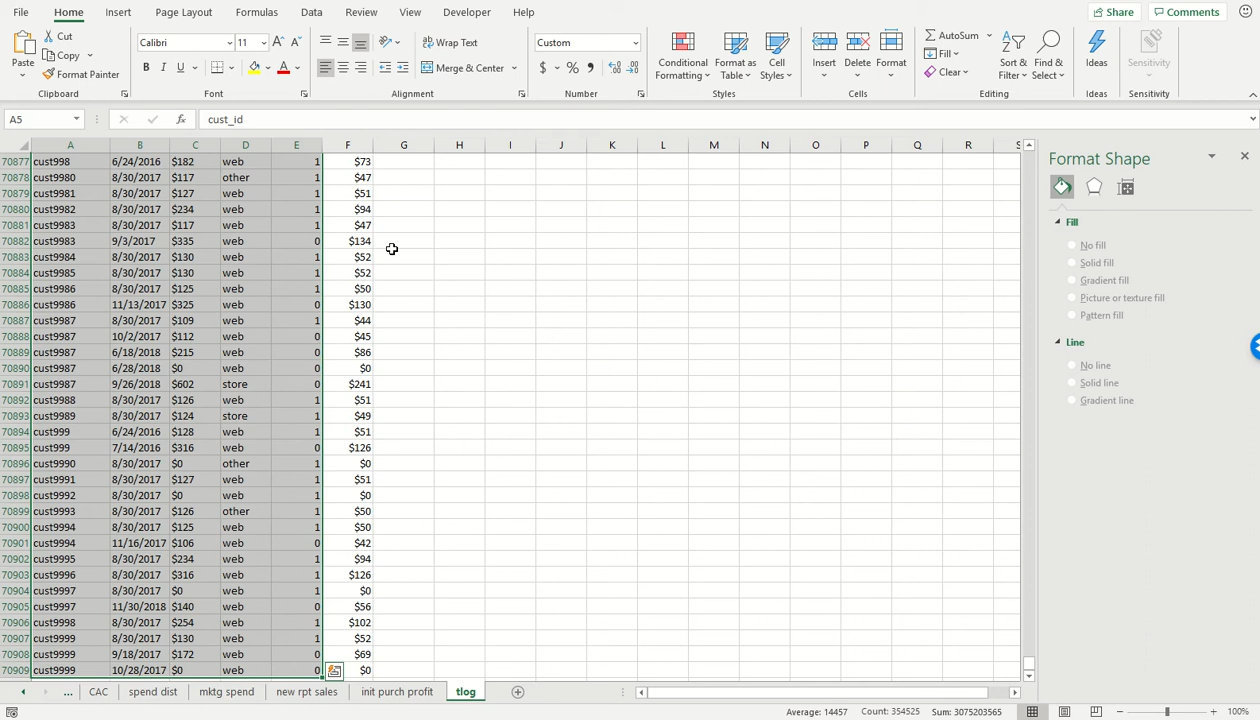 File Home Insert Page Layout Formulas Data Review View Developer Help Share Comments
Cut
Copy
Paste Format Painter
Clipboard
Calibri 11
B I U
Font
Wrap Text
Merge & Center
Alignment
Custom
$ % ,
Number
Conditional Formatting
Format as Table
Cell Styles
Styles
Insert Delete Format
Cells
AutoSum
Fill
Clear
Sort & Filter
Find & Select
Editing
Ideas
Ideas
Sensitivity
Sensitivity
A5 fx cust_id
A B C D E F G H I J K L M N O P Q R S
70877 cust998 6/24/2016 $182 web 1 $73
70878 cust9980 8/30/2017 $117 other 1 $47
70879 cust9981 8/30/2017 $127 web 1 $51
70880 cust9982 8/30/2017 $234 web 1 $94
70881 cust9983 8/30/2017 $117 web 1 $47
70882 cust9983 9/3/2017 $335 web 0 $134
70883 cust9984 8/30/2017 $130 web 1 $52
70884 cust9985 8/30/2017 $130 web 1 $52
70885 cust9986 8/30/2017 $125 web 1 $50
70886 cust9986 11/13/2017 $325 web 0 $130
70887 cust9987 8/30/2017 $109 web 1 $44
70888 cust9987 10/2/2017 $112 web 0 $45
70889 cust9987 6/18/2018 $215 web 0 $86
70890 cust9987 6/28/2018 $0 web 0 $0
70891 cust9987 9/26/2018 $602 store 0 $241
70892 cust9988 8/30/2017 $126 web 1 $51
70893 cust9989 8/30/2017 $124 store 1 $49
70894 cust999 6/24/2016 $128 web 1 $51
70895 cust999 7/14/2016 $316 web 0 $126
70896 cust9990 8/30/2017 $0 other 1 $0
70897 cust9991 8/30/2017 $127 web 1 $51
70898 cust9992 8/30/2017 $0 web 1 $0
70899 cust9993 8/30/2017 $126 other 1 $50
70900 cust9994 8/30/2017 $125 web 1 $50
70901 cust9994 11/16/2017 $106 web 0 $42
70902 cust9995 8/30/2017 $234 web 1 $94
70903 cust9996 8/30/2017 $316 web 1 $126
70904 cust9997 8/30/2017 $0 web 1 $0
70905 cust9997 11/30/2018 $140 web 0 $56
70906 cust9998 8/30/2017 $254 web 1 $102
70907 cust9999 8/30/2017 $130 web 1 $52
70908 cust9999 9/18/2017 $172 web 0 $69
70909 cust9999 10/28/2017 $0 web 0 $0
Format Shape
Fill
No fill
Solid fill
Gradient fill
Picture or texture fill
Pattern fill
Line
No line
Solid line
Gradient line
... CAC spend dist mktg spend new rpt sales init purch profit tlog
Average: 14457 Count: 354525 Sum: 3075203565 100%